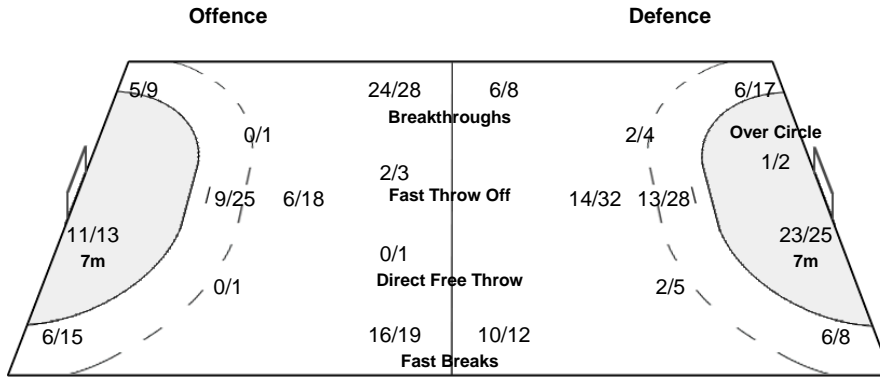 Offence Defence
5/9 24/28 6/8 6/17
Breakthroughs
0/1 2/4 Over Circle
1/2
2/3
9/25 6/18 Fast Throw Off 14/32 13/28
11/13 23/25
0/1
7m 7m
Direct Free Throw
0/1 2/5
6/15 16/19 10/12 6/8
Fast Breaks